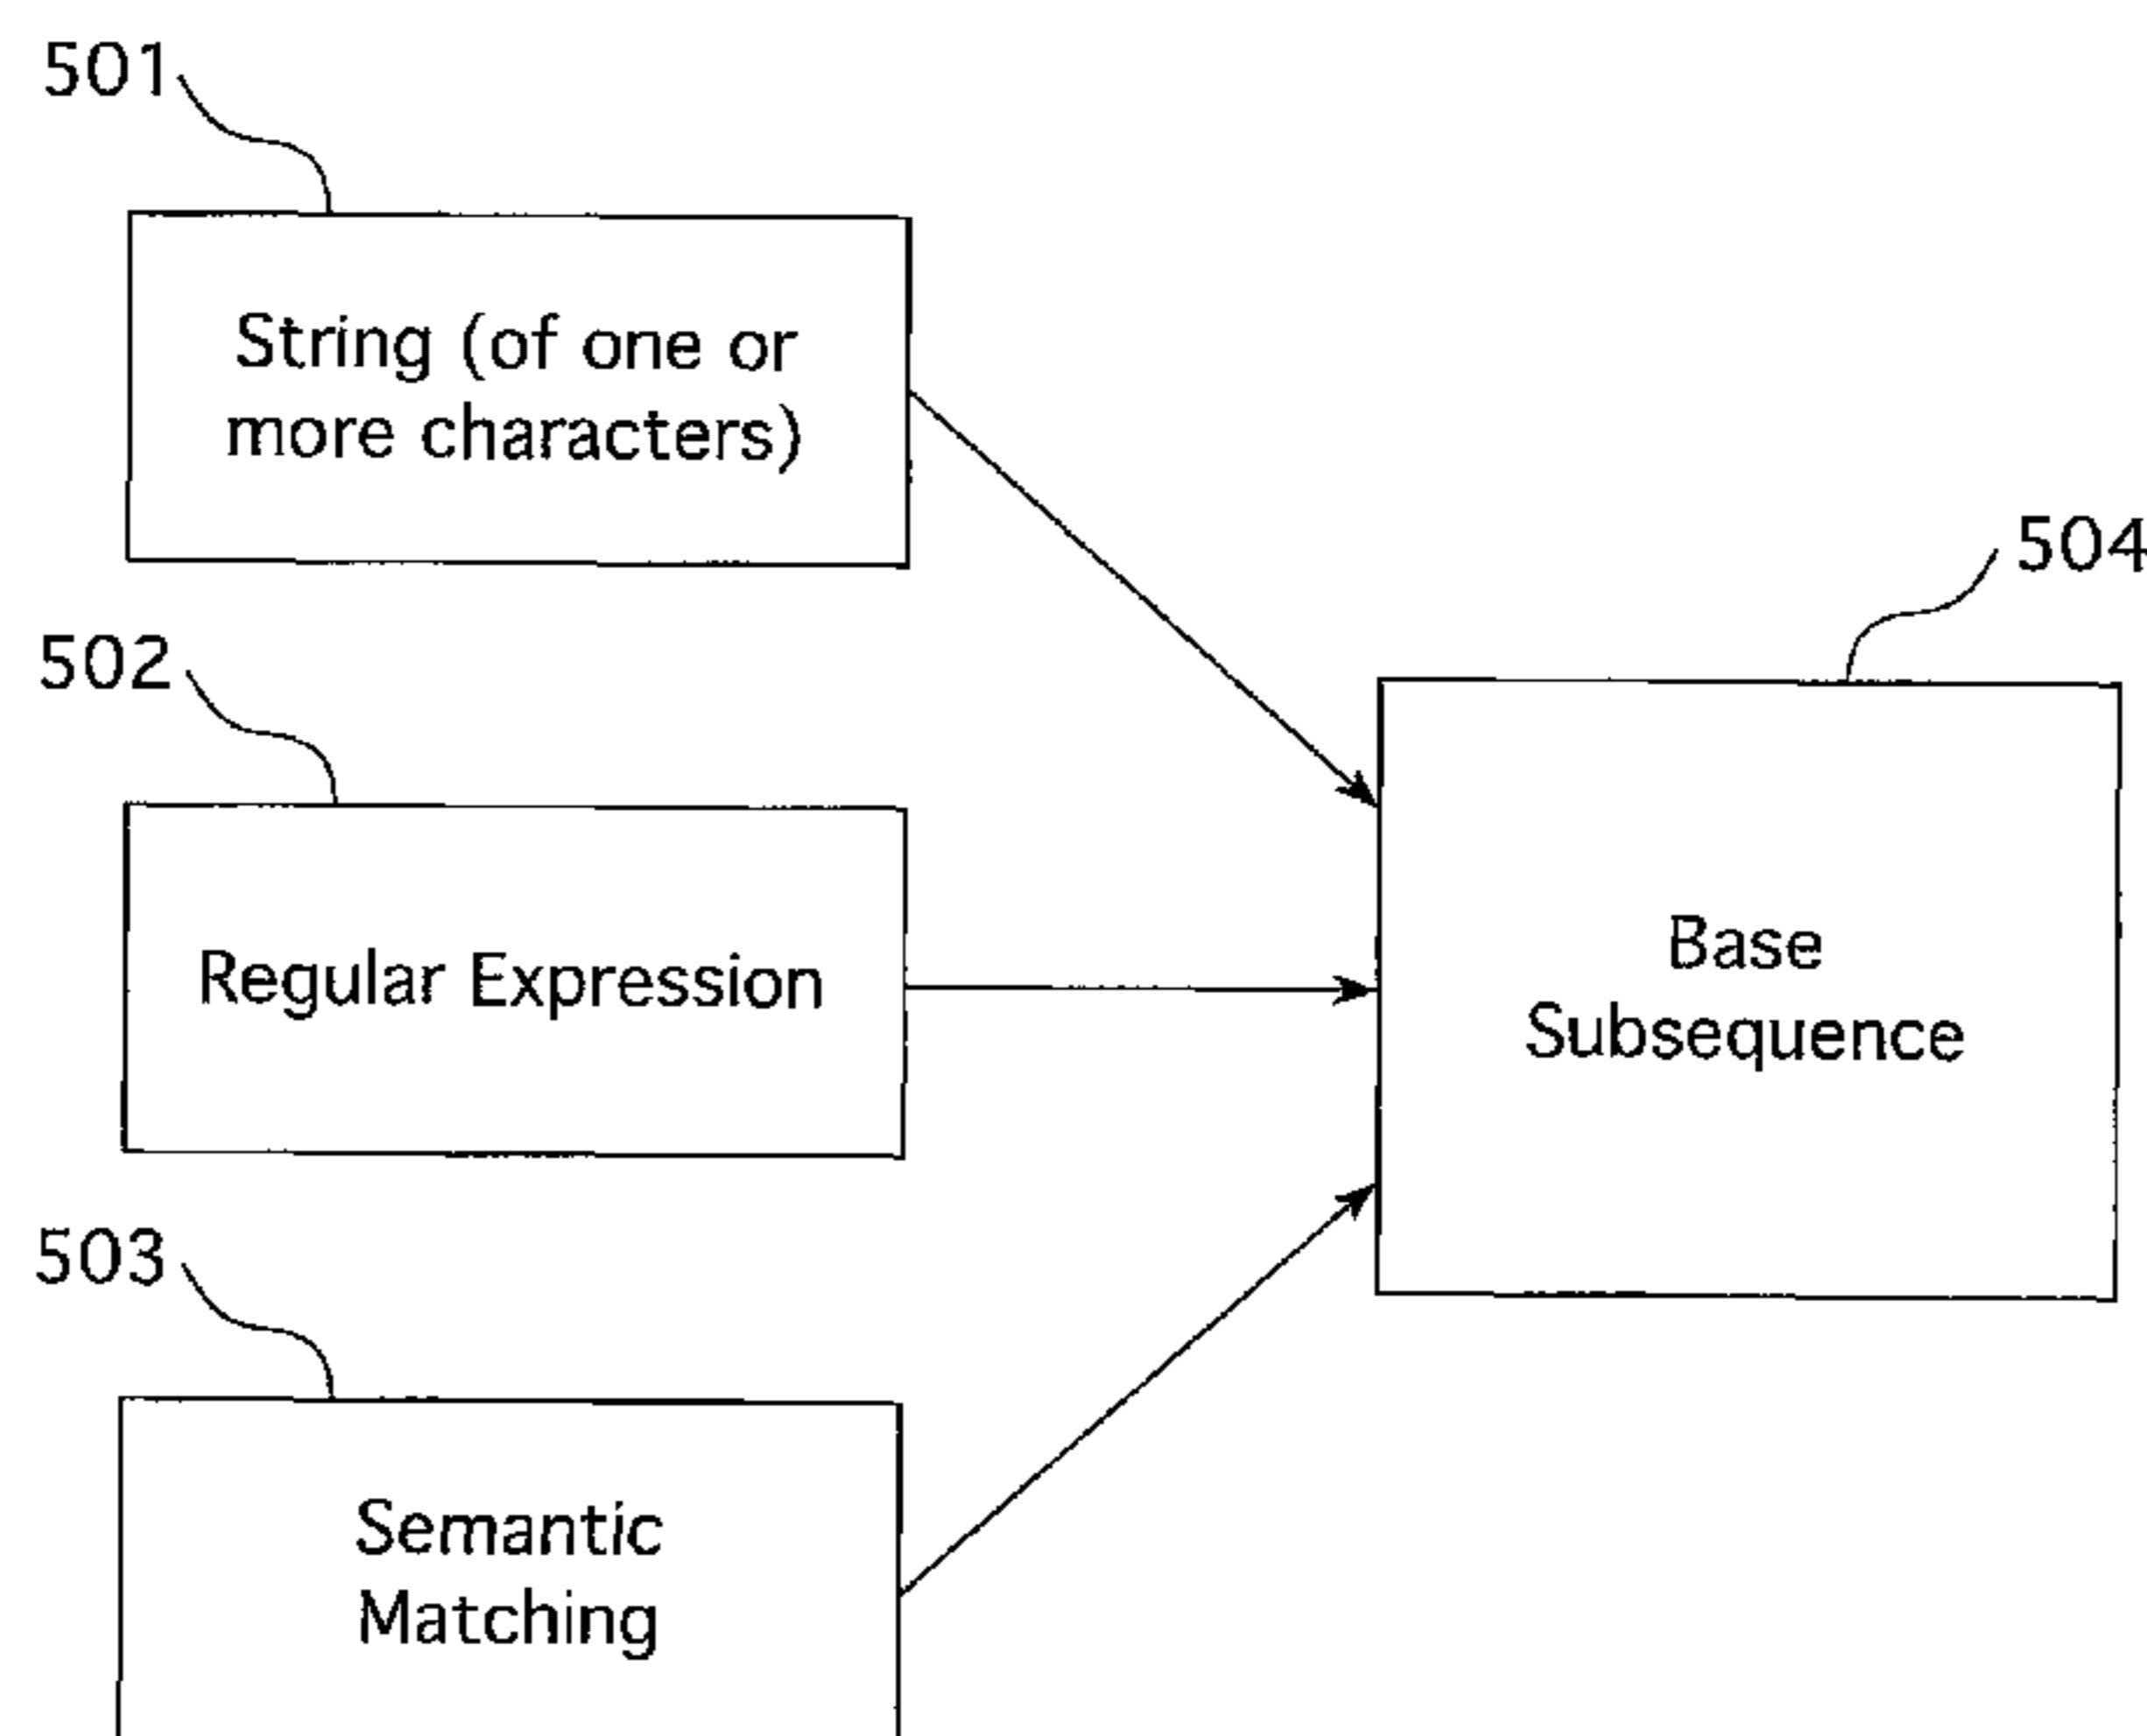 501
String (of one or
more characters)
502
504
Regular Expression
Base
Subsequence
503
Semantic
Matching